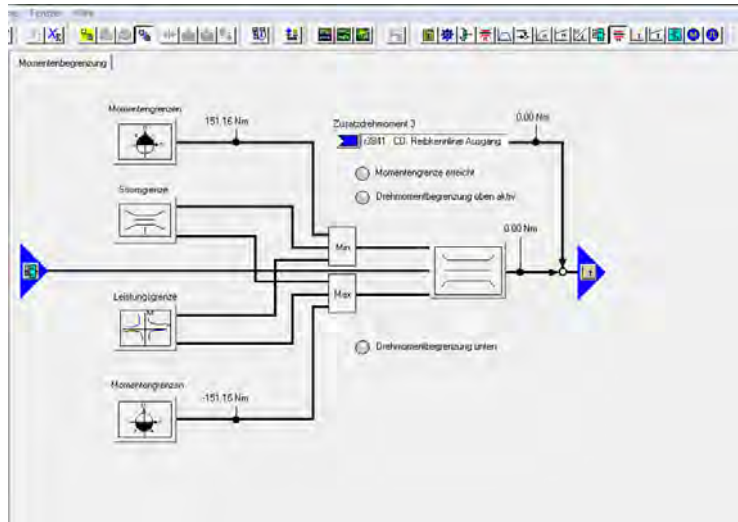 Fenster Hilfe
Momentenbegrenzung
Momentengrenzen
151.16 Nm
Zusatzdrehmoment 3
0.00 Nm
r3841 CO: Reibkennlinie Ausgang
Momentengrenze erreicht
Stromgrenze
Drehmomentbegrenzung oben aktiv
0.00 Nm
Min
Max
Leistungsgrenze
M
Drehmomentbegrenzung unten
Momentengrenzen
-151.16 Nm